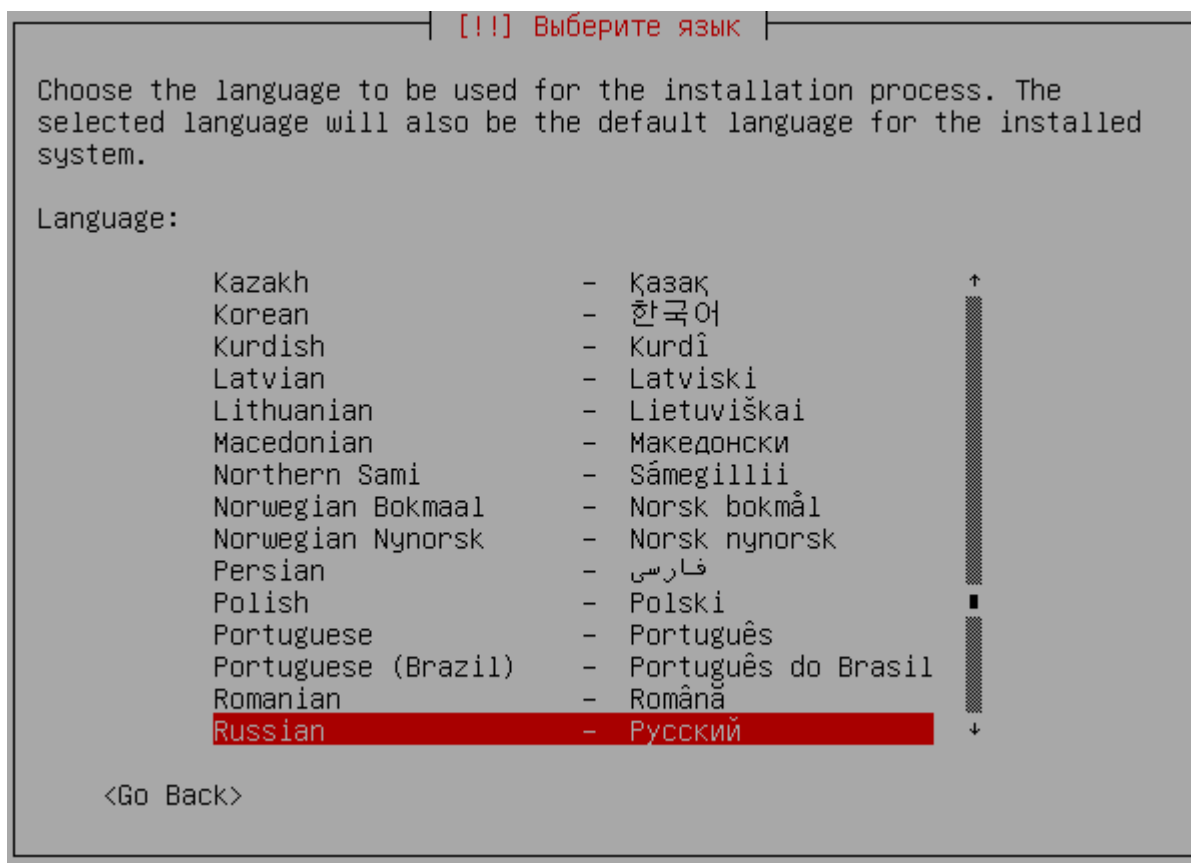 [!!] Выберите язык
Choose the language to be used for the installation process. The
selected language will also be the default language for the installed
system.
Language:
Kazakh – Қазақ
Korean – 한국어
Kurdish – Kurdî
Latvian – Latviski
Lithuanian – Lietuviškai
Macedonian – Македонски
Northern Sami – Sámegillii
Norwegian Bokmaal – Norsk bokmål
Norwegian Nynorsk – Norsk nynorsk
Persian – فارسی
Polish – Polski
Portuguese – Português
Portuguese (Brazil) – Português do Brasil
Romanian – Română
Russian – Русский
<Go Back>